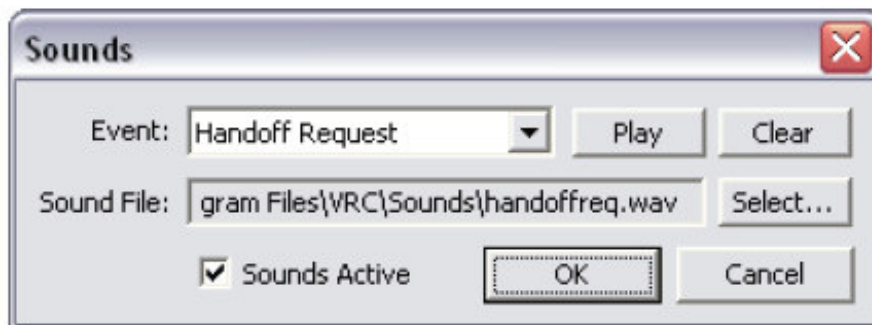 Sounds
Event: Handoff Request Play Clear
Sound File: gram Files\VRC\Sounds\handoffreq.wav Select...
Sounds Active OK Cancel